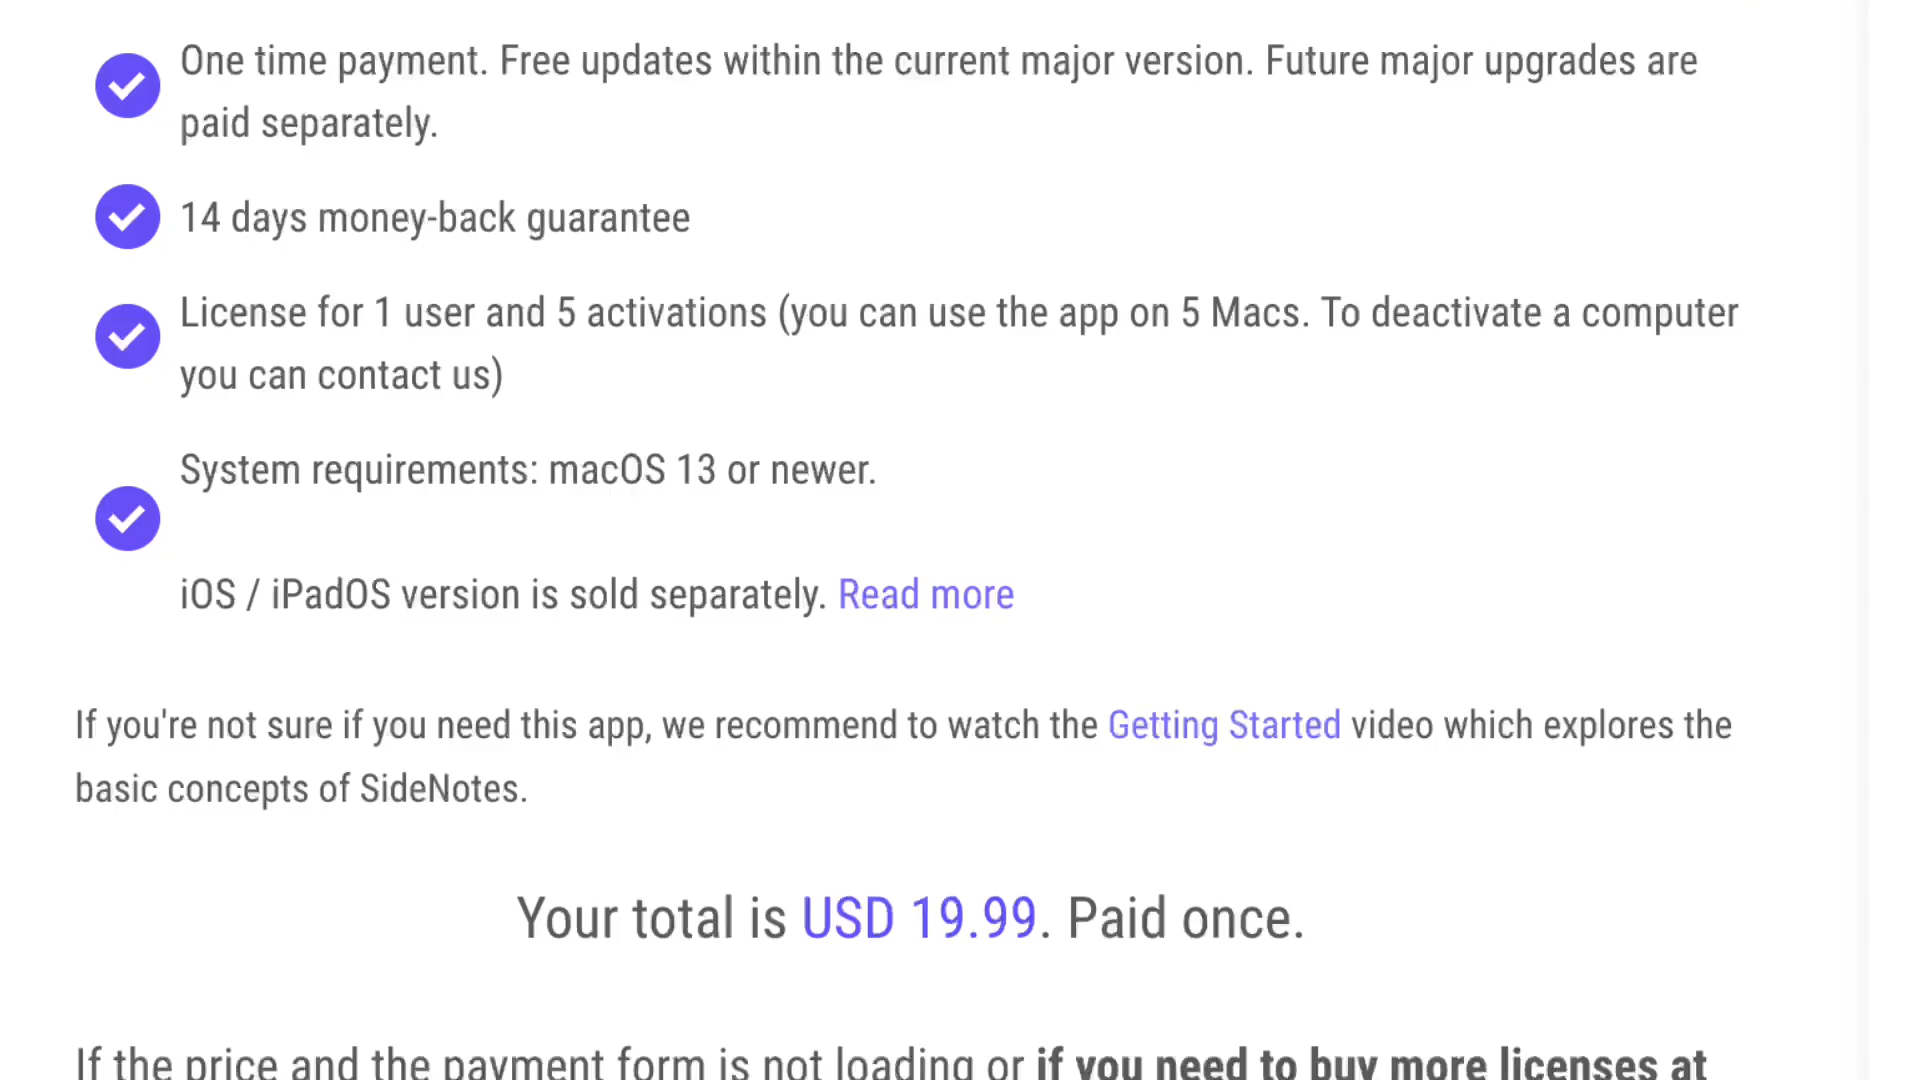 One time payment. Free updates within the current major version. Future major upgrades are
paid separately.
14 days money-back guarantee
License for 1 user and 5 activations (you can use the app on 5 Macs. To deactivate a computer
you can contact us)
System requirements: macOS 13 or newer.
iOS / iPadOS version is sold separately. Read more
If you're not sure if you need this app, we recommend to watch the Getting Started video which explores the
basic concepts of SideNotes.
Your total is USD 19.99. Paid once.
If the price and the payment form is not loading or if you need to buy more licenses at